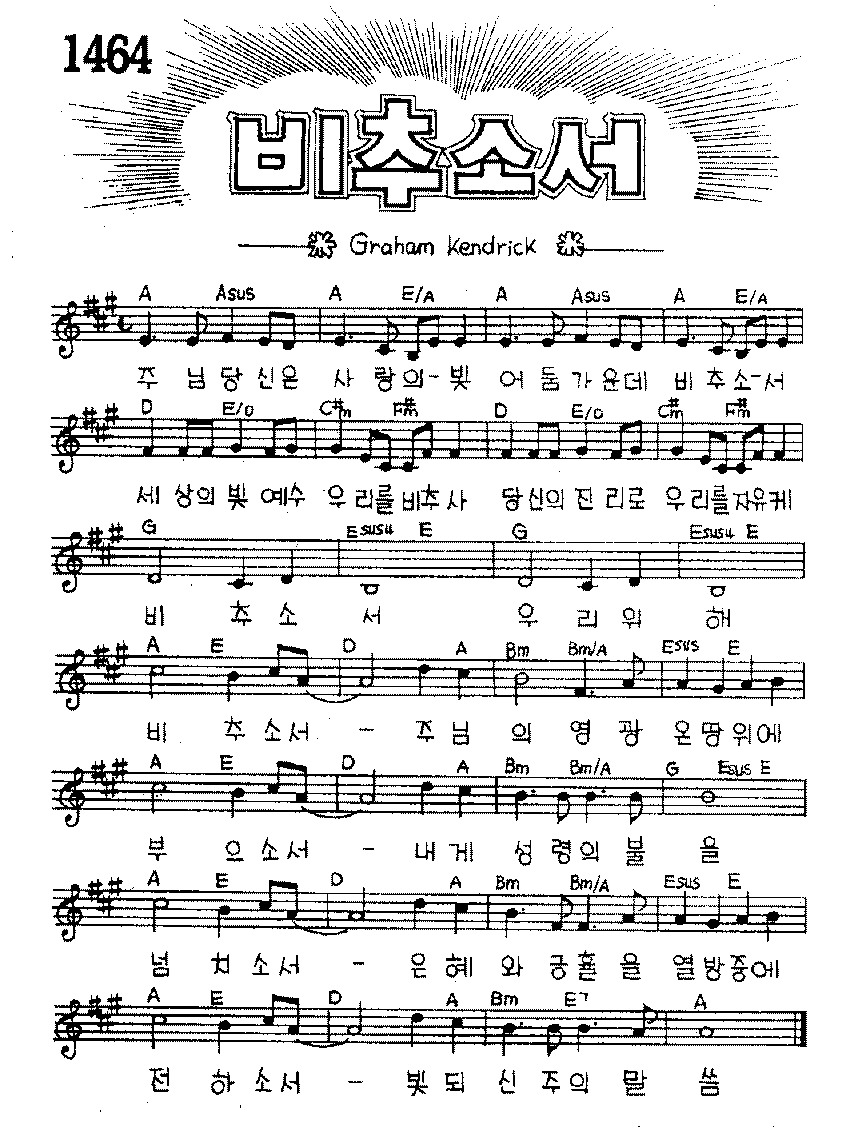 1464
비추소서
Graham Kendrick
A Asus A E/A A Asus A E/A
주 님당신은 사 랑의-빛 어 둠가운데 비추소-서
D E/D C#m F#m D E/D C#m F#m
세 상의 빛 예수 우리를 비추사 당신의 진 리로 우리를 자유케
G Esus4 E G Esus4 E
비 추소 서 우 리위 해
A E D A Bm Bm/A Esus E
비 추 소서 - 주님 의 영 광 온땅위에
A E D A Bm Bm/A G Esus E
부 으소서 - 내게 성령의 불 을
A E D A Bm Bm/A Esus E
넘 치소서 - 은혜 와 긍휼을 열방중에
A E D A Bm E7 A
전 하소서 - 빛되 신 주의 말 씀